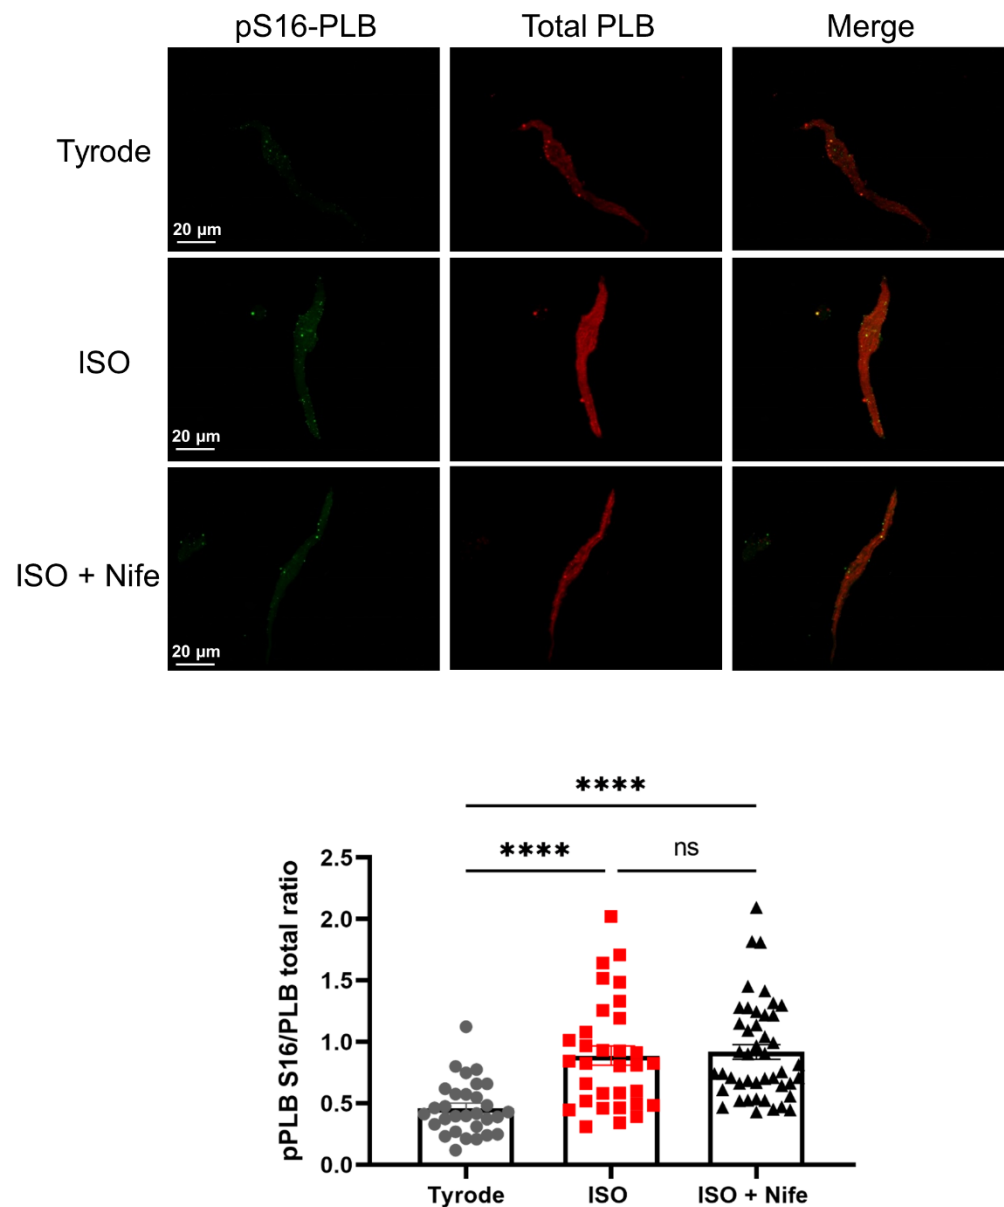 pS16-PLB Total PLB Merge
Tyrode
20 µm
ISO
20 µm
ISO + Nife
20 µm
****
**** ns
pPLB S16/PLB total ratio
2.5
2.0
1.5
1.0
0.5
0.0
Tyrode ISO ISO + Nife